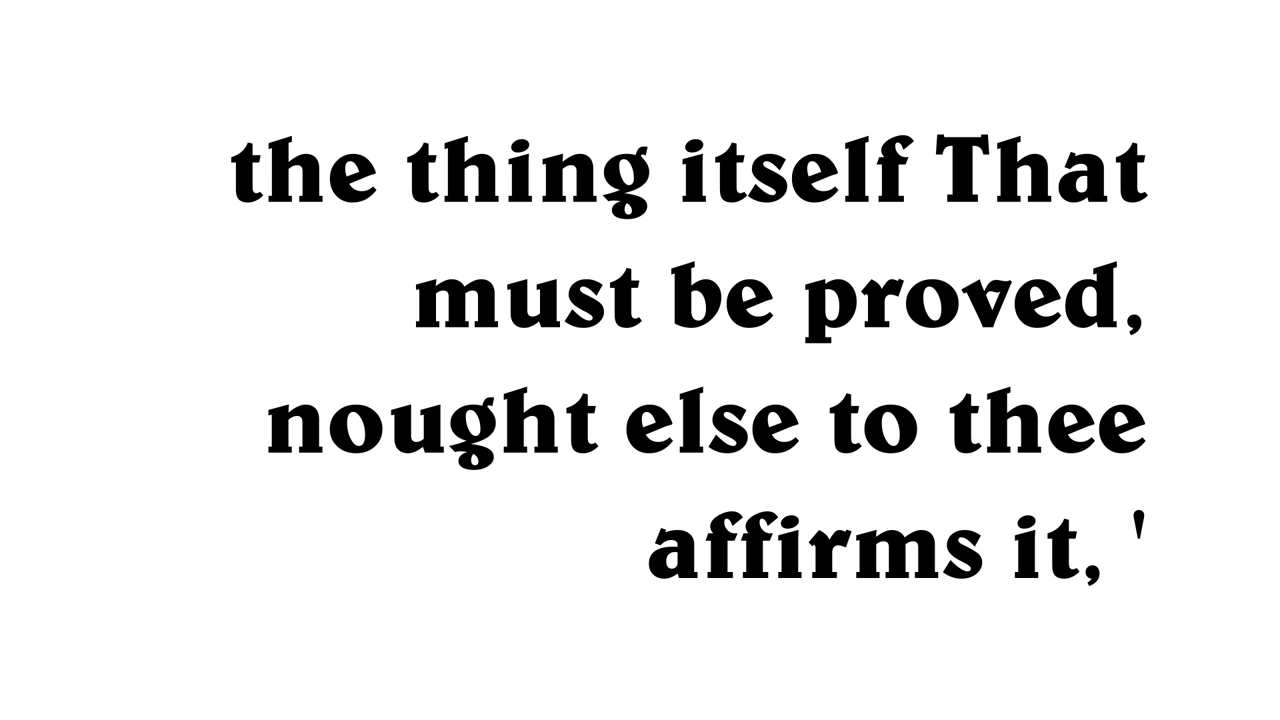 the thing itself That
must be proved,
nought else to thee
affirms it, '